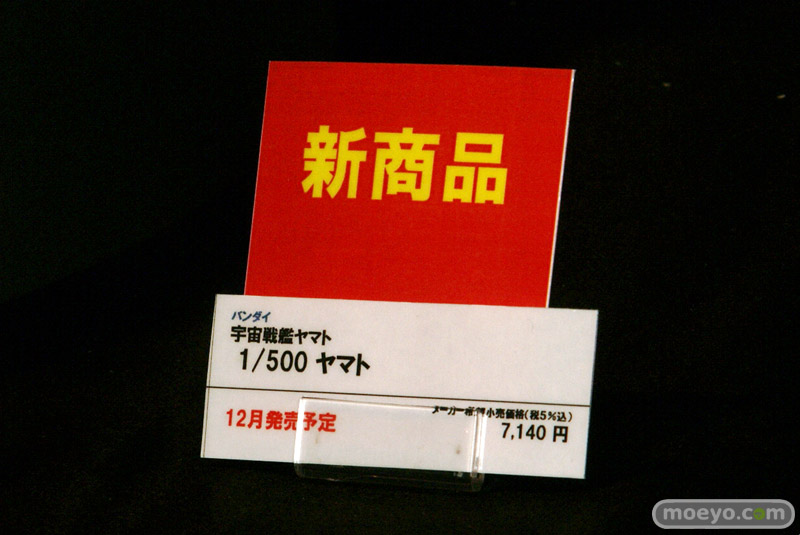 新商品
バンダイ
宇宙戦艦ヤマト
1/500 ヤマト
12月発売予定
メーカー希望小売価格(税5%込)
7,140 円
moeyo.com